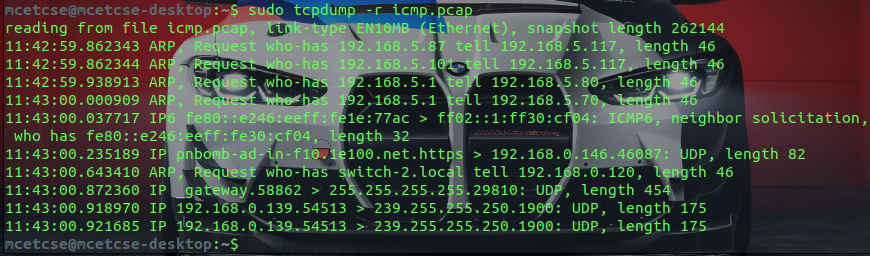 mcetcse@mcetcse-desktop:~$ sudo tcpdump -r icmp.pcap
reading from file icmp.pcap, link-type EN10MB (Ethernet), snapshot length 262144
11:42:59.862343 ARP, Request who-has 192.168.5.87 tell 192.168.5.117, length 46
11:42:59.862344 ARP, Request who-has 192.168.5.101 tell 192.168.5.117, length 46
11:42:59.938913 ARP, Request who-has 192.168.5.1 tell 192.168.5.80, length 46
11:43:00.000909 ARP, Request who-has 192.168.5.1 tell 192.168.5.70, length 46
11:43:00.037717 IP6 fe80::e246:eeff:fe1e:77ac > ff02::1:ff30:cf04: ICMP6, neighbor solicitation,
 who has fe80::e246:eeff:fe30:cf04, length 32
11:43:00.235189 IP pnbomb-ad-in-f10.1e100.net.https > 192.168.0.146.46087: UDP, length 82
11:43:00.643410 ARP, Request who-has switch-2.local tell 192.168.0.120, length 46
11:43:00.872360 IP _gateway.58862 > 255.255.255.255.29810: UDP, length 454
11:43:00.918970 IP 192.168.0.139.54513 > 239.255.255.250.1900: UDP, length 175
11:43:00.921685 IP 192.168.0.139.54513 > 239.255.255.250.1900: UDP, length 175
mcetcse@mcetcse-desktop:~$